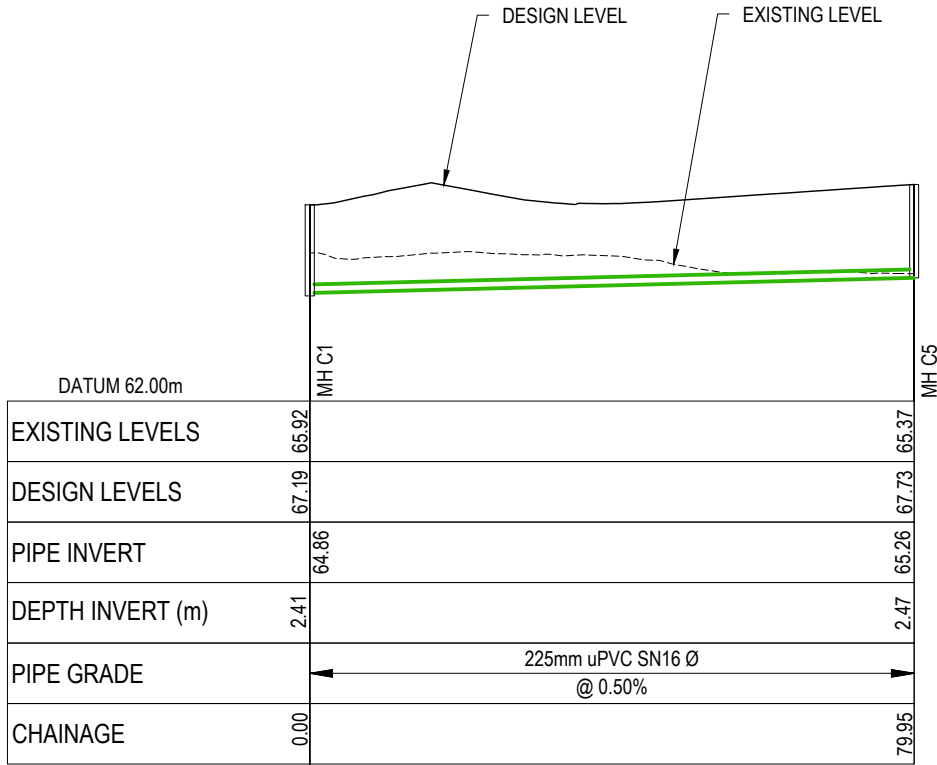 DESIGN LEVEL
EXISTING LEVEL
MH C1
MH C5
DATUM 62.00m
EXISTING LEVELS 65.92 65.37
DESIGN LEVELS 67.19 67.73
PIPE INVERT 64.86 65.26
DEPTH INVERT (m) 2.41 2.47
PIPE GRADE 225mm uPVC SN16 Ø
@ 0.50%
CHAINAGE 0.00 79.95